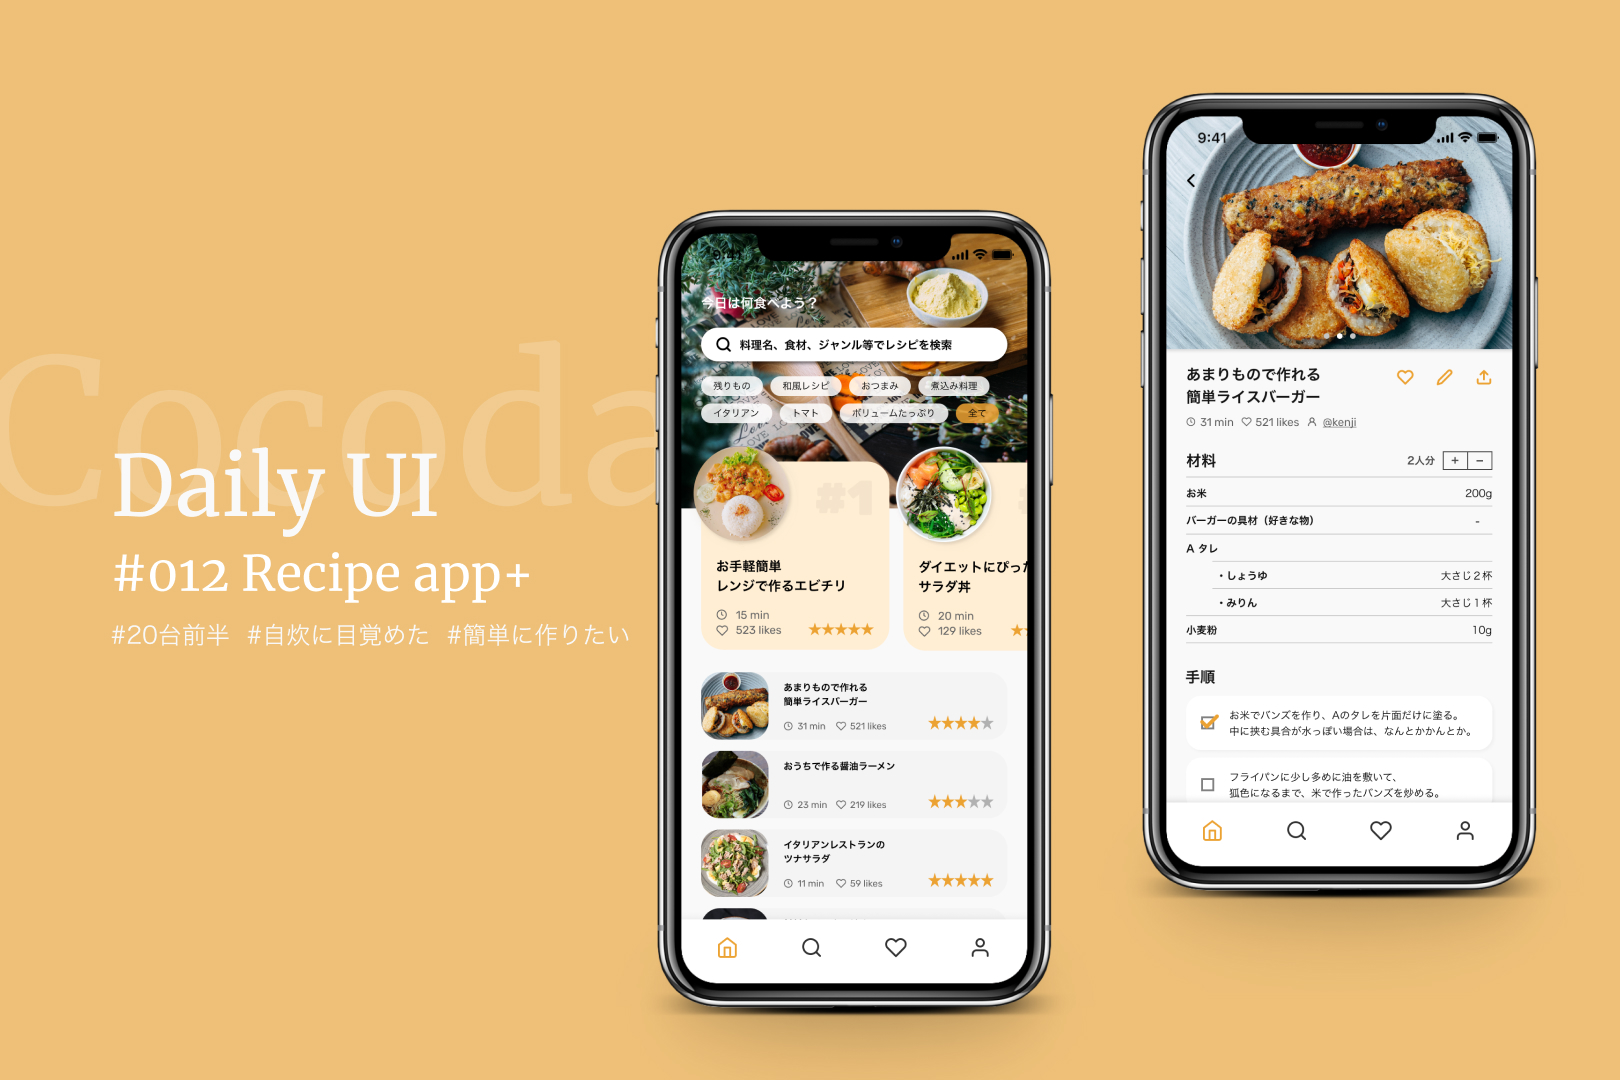 Cocoda
Daily UI
#012 Recipe app+
#20台前半 #自炊に目覚めた #簡単に作りたい
9:41
今日は何食べよう？
料理名、食材、ジャンル等でレシピを検索
残りもの 和風レシピ おつまみ 煮込み料理
イタリアン トマト ボリュームたっぷり 全て
#1
お手軽簡単
レンジで作るエビチリ
15 min
523 likes
ダイエットにぴった
サラダ丼
20 min
129 likes
あまりもので作れる
簡単ライスバーガー
31 min 521 likes
おうちで作る醤油ラーメン
23 min 219 likes
イタリアンレストランの
ツナサラダ
11 min 59 likes
9:41
あまりもので作れる
簡単ライスバーガー
31 min 521 likes @kenji
材料 2人分 + −
お米 200g
バーガーの具材（好きな物） -
A タレ
・しょうゆ 大さじ２杯
・みりん 大さじ１杯
小麦粉 10g
手順
お米でバンズを作り、Aのタレを片面だけに塗る。
中に挟む具合が水っぽい場合は、なんとかかんとか。
フライパンに少し多めに油を敷いて、
狐色になるまで、米で作ったバンズを炒める。